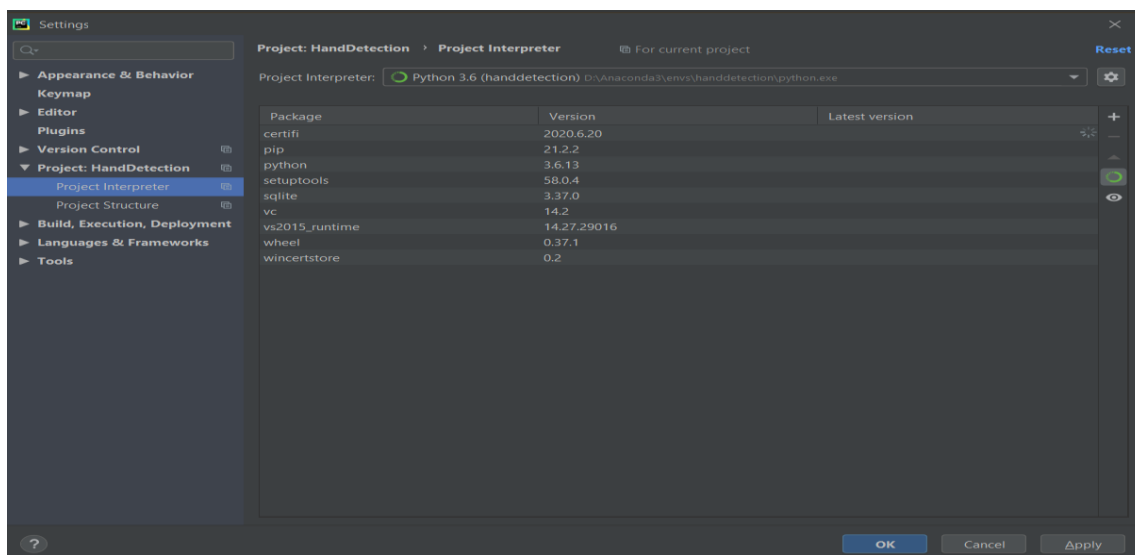 PC Settings
Project: HandDetection › Project Interpreter For current project Reset
Appearance & Behavior
Keymap
Editor
Plugins
Version Control
Project: HandDetection
Project Interpreter
Project Structure
Build, Execution, Deployment
Languages & Frameworks
Tools
Project Interpreter: Python 3.6 (handdetection) D:\Anaconda3\envs\handdetection\python.exe
Package Version Latest version
certifi 2020.6.20
pip 21.2.2
python 3.6.13
setuptools 58.0.4
sqlite 3.37.0
vc 14.2
vs2015_runtime 14.27.29016
wheel 0.37.1
wincertstore 0.2
? OK Cancel Apply